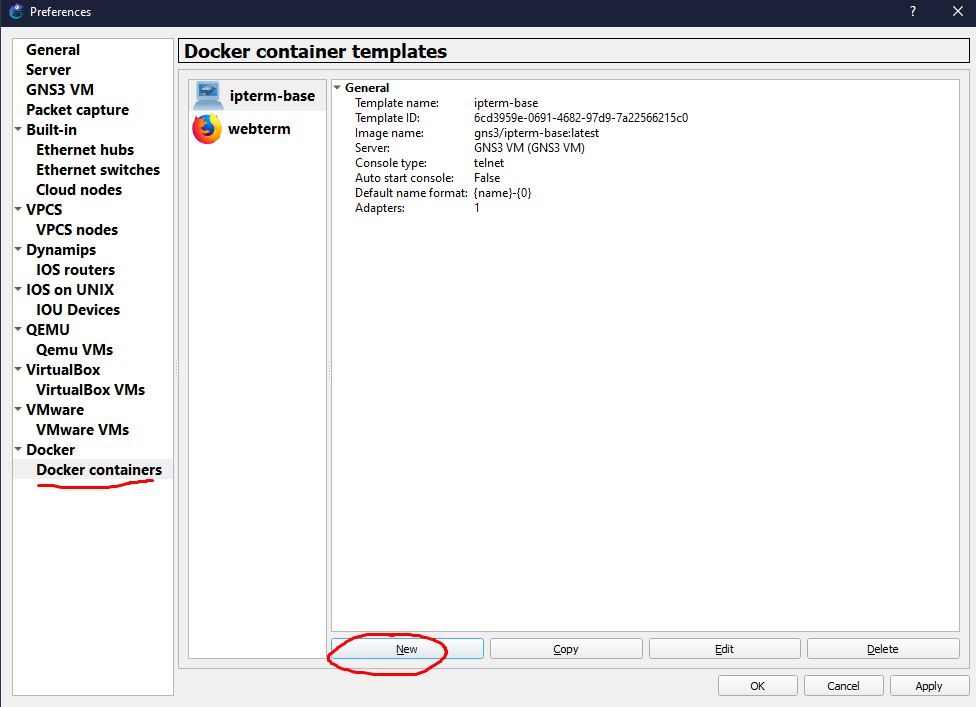 Preferences
?
General
Server
GNS3 VM
Packet capture
Built-in
Ethernet hubs
Ethernet switches
Cloud nodes
VPCS
VPCS nodes
Dynamips
IOS routers
IOS on UNIX
IOU Devices
QEMU
Qemu VMs
VirtualBox
VirtualBox VMs
VMware
VMware VMs
Docker
Docker containers
Docker container templates
ipterm-base
webterm
General
Template name: ipterm-base
Template ID: 6cd3959e-0691-4682-97d9-7a22566215c0
Image name: gns3/ipterm-base:latest
Server: GNS3 VM (GNS3 VM)
Console type: telnet
Auto start console: False
Default name format: {name}-{0}
Adapters: 1
New Copy Edit Delete
OK Cancel Apply